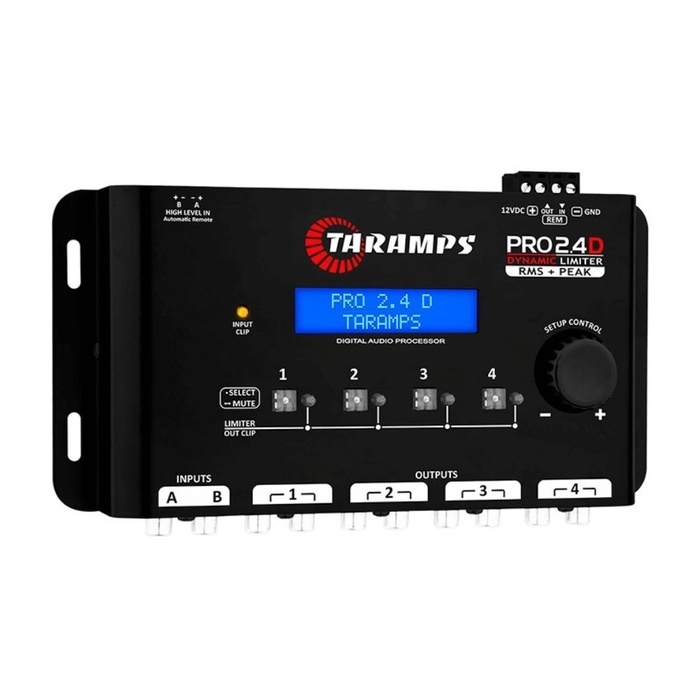 + - - +
B A
HIGH LEVEL IN
Automatic Remote
TARAMPS
12VDC + OUT IN - GND
REM
PRO 2.4D
DYNAMIC LIMITER
RMS + PEAK
PRO 2.4 D
TARAMPS
DIGITAL AUDIO PROCESSOR
INPUT
CLIP
SETUP CONTROL
- +
1 2 3 4
• SELECT
– MUTE
LIMITER
OUT CLIP
INPUTS
A B
OUTPUTS
1 2 3 4